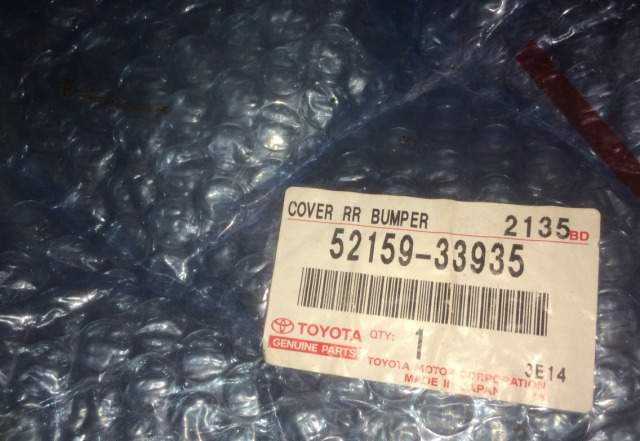 COVER RR BUMPER 2135BD
52159-33935
TOYOTA QTY: 1
GENUINE PARTS
TOYOTA MOTOR CORPORATION 3E14
MADE IN JAPAN